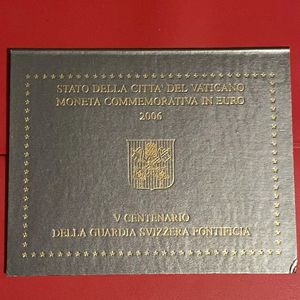 STATO DELLA CITTA' DEL VATICANO
MONETA COMMEMORATIVA IN EURO
2006
V CENTENARIO
DELLA GUARDIA SVIZZERA PONTIFICIA